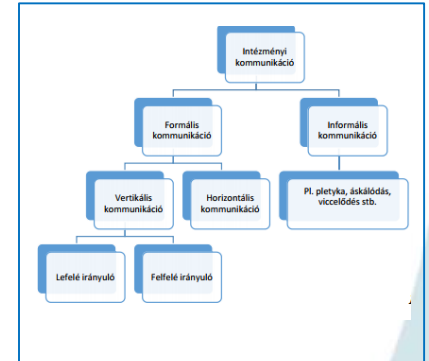 Intézményi
kommunikáció
Formális
kommunikáció
Informális
kommunikáció
Vertikális
kommunikáció
Horizontális
kommunikáció
Pl. pletyka, áskálódás,
viccelődés stb.
Lefelé irányuló
Felfelé irányuló